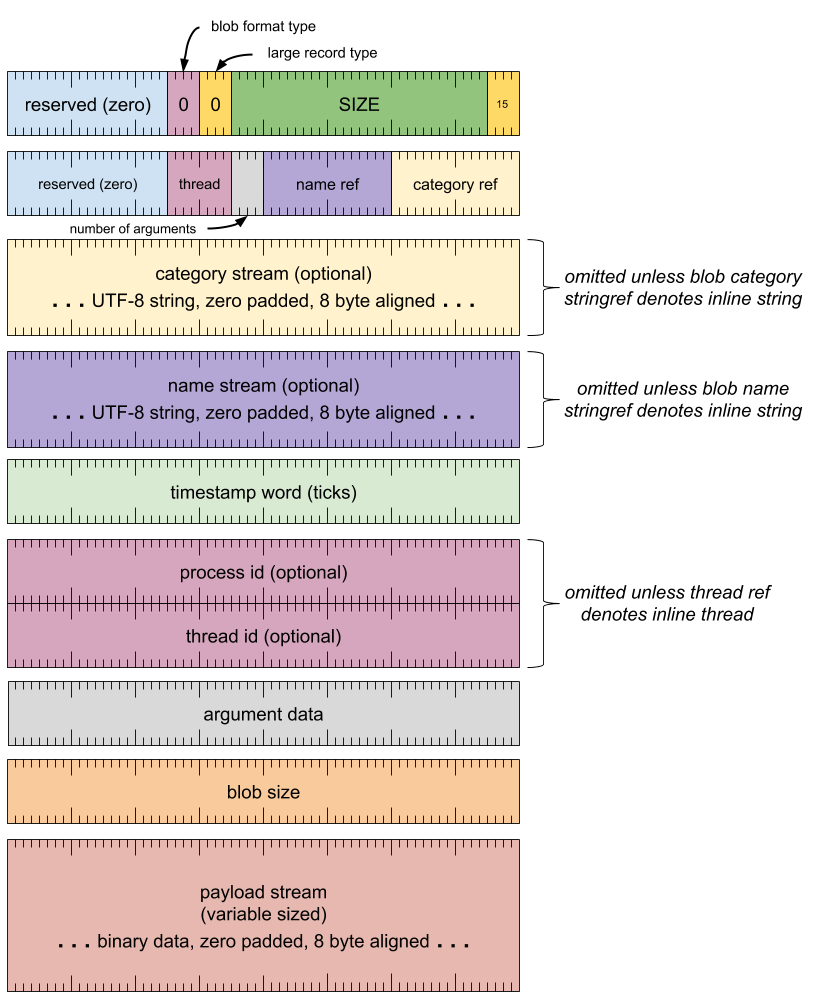 blob format type
large record type
reserved (zero) 0 0 SIZE 15
reserved (zero) thread name ref category ref
number of arguments
category stream (optional)
. . . UTF-8 string, zero padded, 8 byte aligned . . .
omitted unless blob category
stringref denotes inline string
name stream (optional)
. . . UTF-8 string, zero padded, 8 byte aligned . . .
omitted unless blob name
stringref denotes inline string
timestamp word (ticks)
process id (optional)
thread id (optional)
omitted unless thread ref
denotes inline thread
argument data
blob size
payload stream
(variable sized)
. . . binary data, zero padded, 8 byte aligned . . .